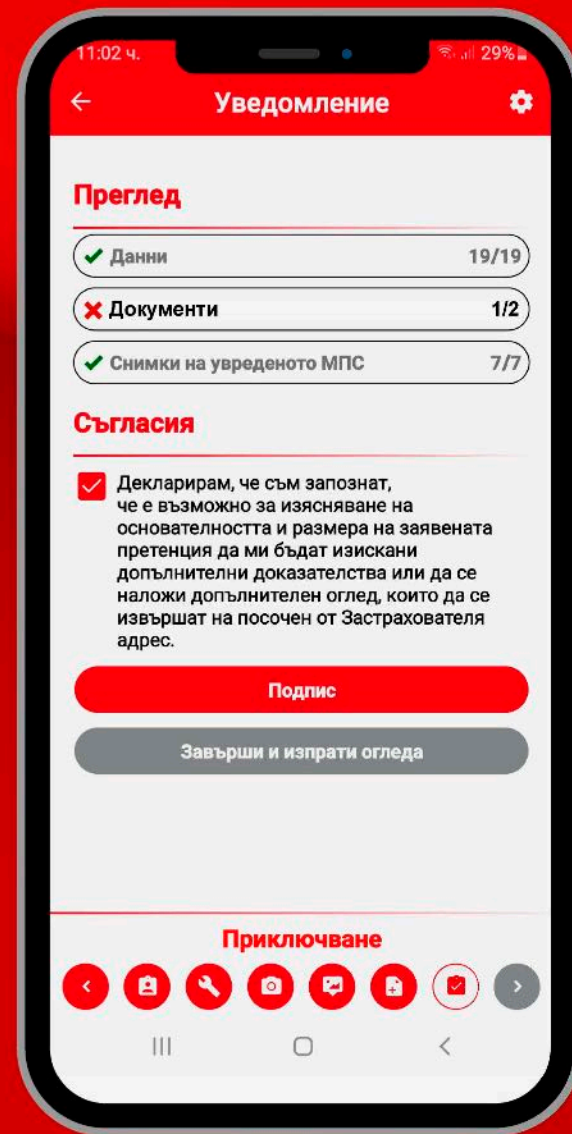 11:02 ч. 29%
Уведомление
Преглед
Данни 19/19
Документи 1/2
Снимки на увреденото МПС 7/7
Съгласия
Декларирам, че съм запознат,
че е възможно за изясняване на
основателността и размера на заявената
претенция да ми бъдат изискани
допълнителни доказателства или да се
наложи допълнителен оглед, които да се
извършат на посочен от Застрахователя
адрес.
Подпис
Завърши и изпрати огледа
Приключване